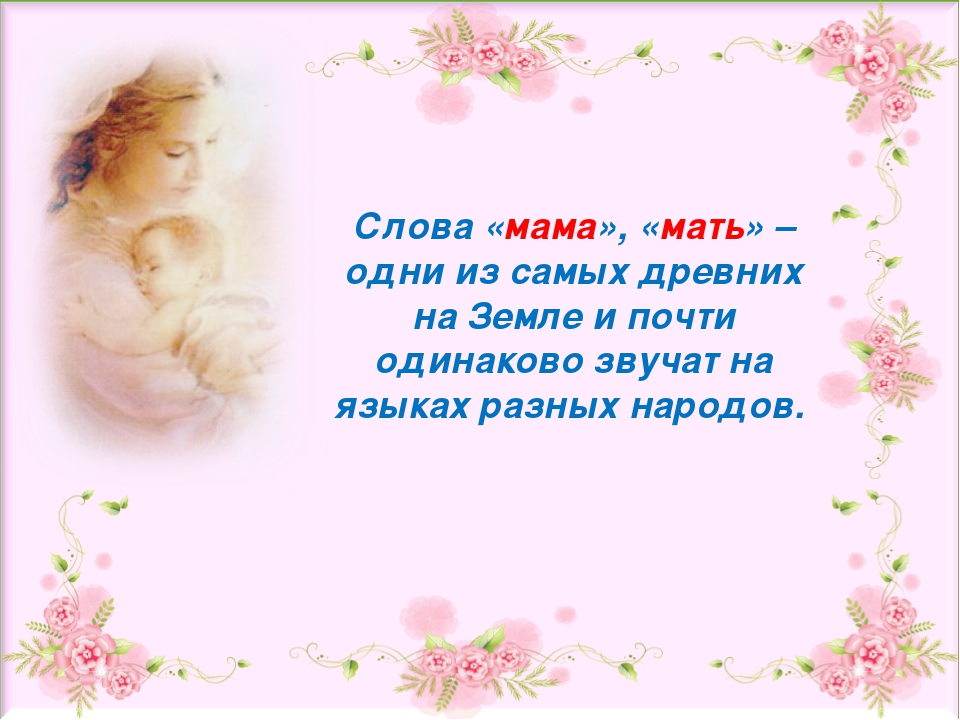 Слова «мама», «мать» –
одни из самых древних
на Земле и почти
одинаково звучат на
языках разных народов.